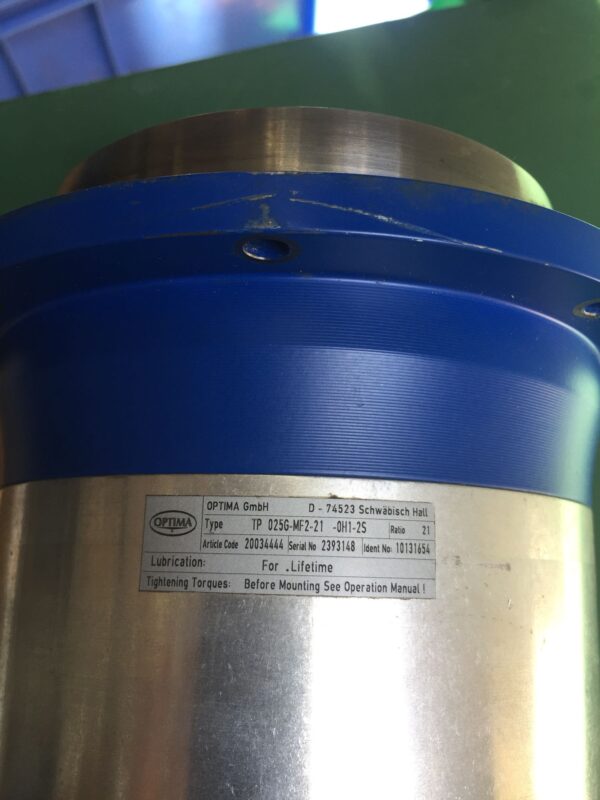 OPTIMA
OPTIMA GmbH D - 74523 Schwäbisch Hall
Type TP 025G-MF2-21 -0H1-2S Ratio 21
Article Code 20034444 Serial No 2393148 Ident No: 10131654
Lubrication: For .Lifetime
Tightening Torques: Before Mounting See Operation Manual !